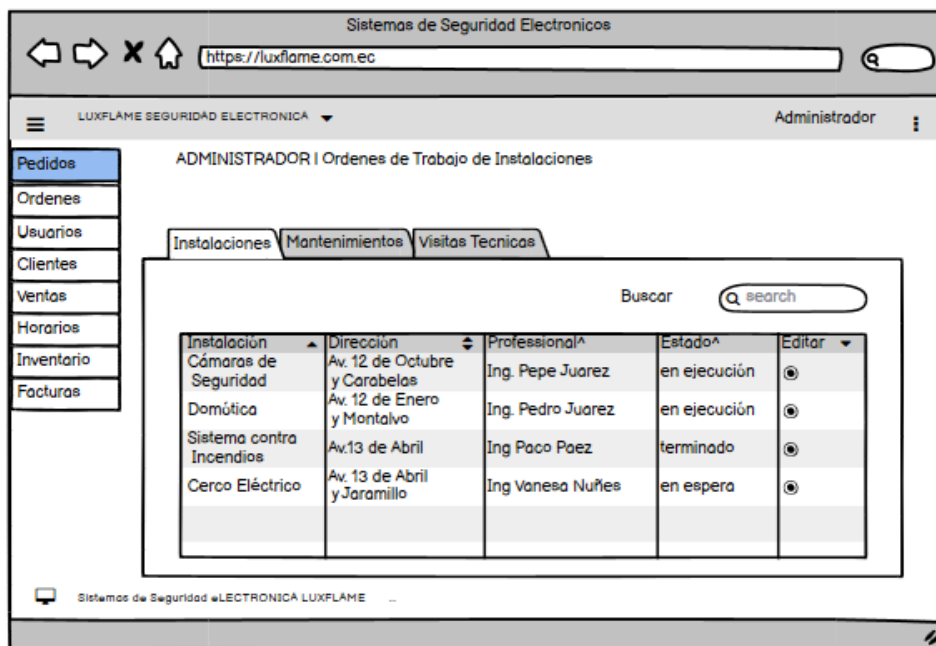 Sistemas de Seguridad Electronicos
https://luxflame.com.ec
LUXFLAME SEGURIDAD ELECTRONICA
Administrador
Pedidos
Ordenes
Usuarios
Clientes
Ventas
Horarios
Inventario
Facturas
ADMINISTRADOR | Ordenes de Trabajo de Instalaciones
Instalaciones Mantenimientos Visitas Tecnicas
Buscar search
Instalación Dirección Professional^ Estado^ Editar
Cámaras de Seguridad Av. 12 de Octubre y Carabelas Ing. Pepe Juarez en ejecución
Domótica Av. 12 de Enero y Montalvo Ing. Pedro Juarez en ejecución
Sistema contra Incendios Av.13 de Abril Ing Paco Paez terminado
Cerco Eléctrico Av. 13 de Abril y Jaramillo Ing Vanesa Nuñes en espera
Sistemas de Seguridad eLECTRONICA LUXFLAME ...